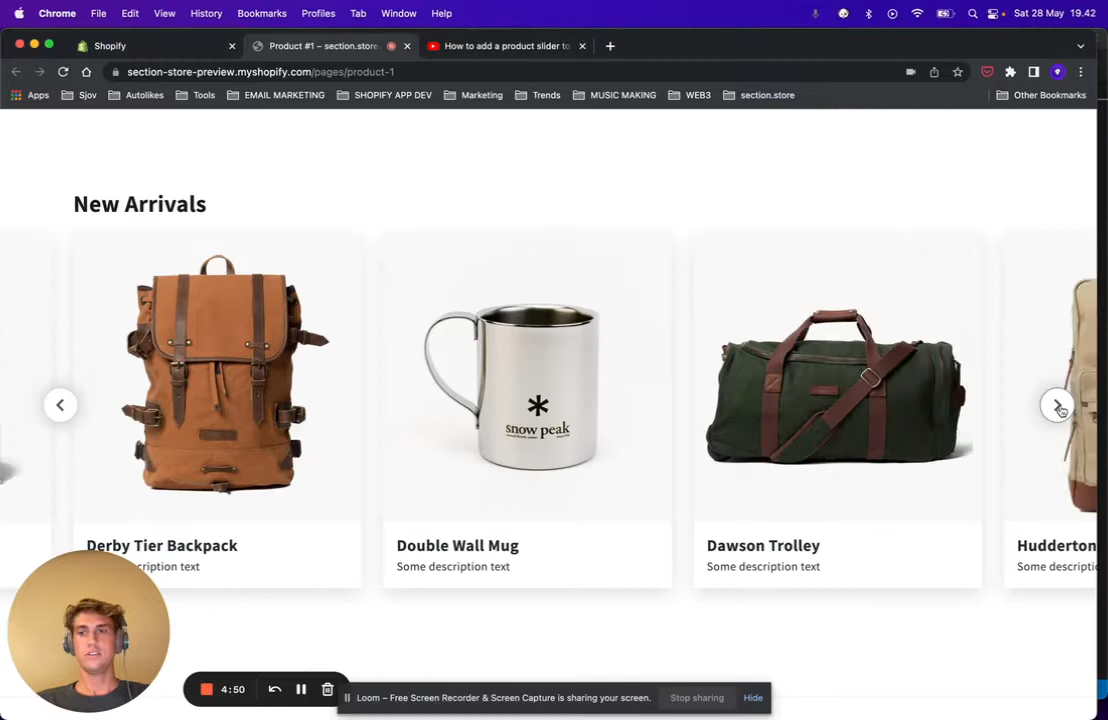 Chrome File Edit View History Bookmarks Profiles Tab Window Help Sat 28 May 19.42
Shopify Product #1 – section.store. How to add a product slider to
section-store-preview.myshopify.com/pages/product-1
Apps Sjov Autolikes Tools EMAIL MARKETING SHOPIFY APP DEV Marketing Trends MUSIC MAKING WEB3 section.store Other Bookmarks
New Arrivals
snow peak
Derby Tier Backpack Double Wall Mug Dawson Trolley Hudderton
cription text Some description text Some description text Some descripti
4:50
Loom – Free Screen Recorder & Screen Capture is sharing your screen. Stop sharing Hide